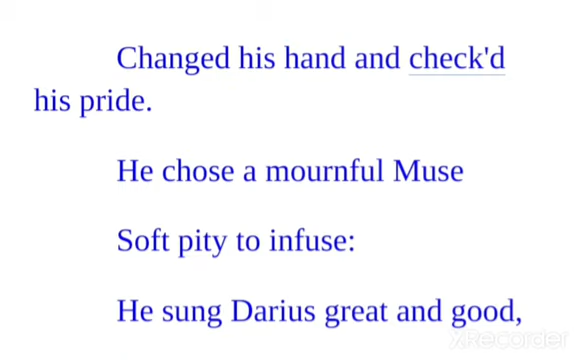 Changed his hand and check'd
his pride.
He chose a mournful Muse
Soft pity to infuse:
He sung Darius great and good,
XRecorder